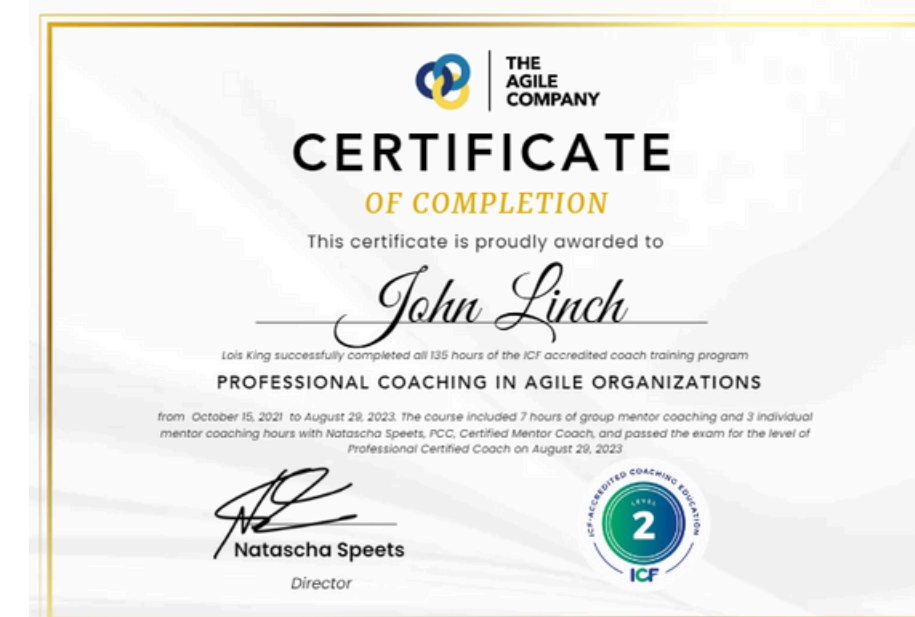 THE
AGILE
COMPANY
CERTIFICATE
OF COMPLETION
This certificate is proudly awarded to
John Linch
Lois King successfully completed all 135 hours of the ICF accredited coach training program
PROFESSIONAL COACHING IN AGILE ORGANIZATIONS
from October 15, 2021 to August 29, 2023. The course included 7 hours of group mentor coaching and 3 individual
mentor coaching hours with Natascha Speets, PCC, Certified Mentor Coach, and passed the exam for the level of
Professional Certified Coach on August 29, 2023
Natascha Speets
Director
ICF-ACCREDITED COACHING EDUCATION
LEVEL
2
ICF